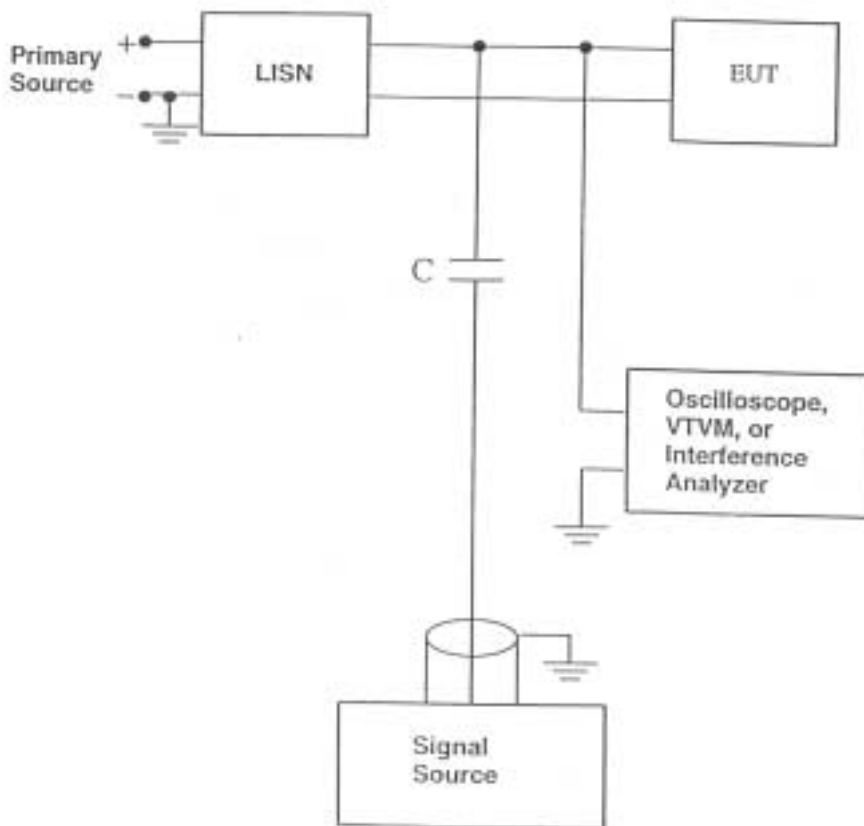 Primary
Source
+
−
LISN
EUT
C
Oscilloscope,
VTVM, or
Interference
Analyzer
Signal
Source